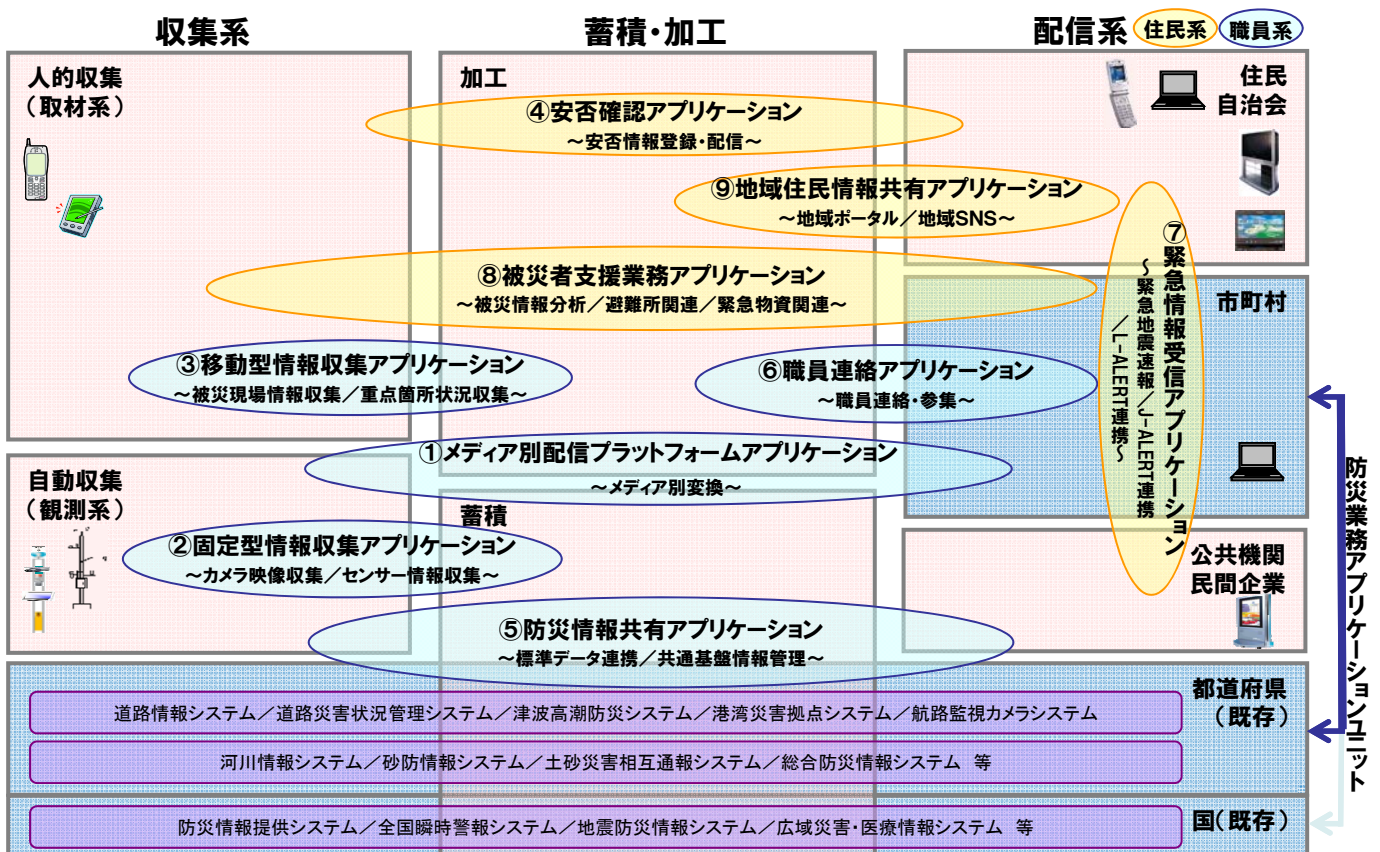 収集系
蓄積・加工
配信系
住民系
職員系
人的収集
（取材系）
加工
住民
自治会
④安否確認アプリケーション
～安否情報登録・配信～
⑨地域住民情報共有アプリケーション
～地域ポータル／地域SNS～
⑦緊急情報受信アプリケーション
～緊急地震速報／J-ALERT連携
／L-ALERT連携～
⑧被災者支援業務アプリケーション
～被災情報分析／避難所関連／緊急物資関連～
市町村
③移動型情報収集アプリケーション
～被災現場情報収集／重点箇所状況収集～
⑥職員連絡アプリケーション
～職員連絡・参集～
①メディア別配信プラットフォームアプリケーション
～メディア別変換～
自動収集
（観測系）
蓄積
②固定型情報収集アプリケーション
～カメラ映像収集／センサー情報収集～
公共機関
民間企業
⑤防災情報共有アプリケーション
～標準データ連携／共通基盤情報管理～
防災業務アプリケーションユニット
都道府県
（既存）
道路情報システム／道路災害状況管理システム／津波高潮防災システム／港湾災害拠点システム／航路監視カメラシステム
河川情報システム／砂防情報システム／土砂災害相互通報システム／総合防災情報システム 等
国（既存）
防災情報提供システム／全国瞬時警報システム／地震防災情報システム／広域災害・医療情報システム 等